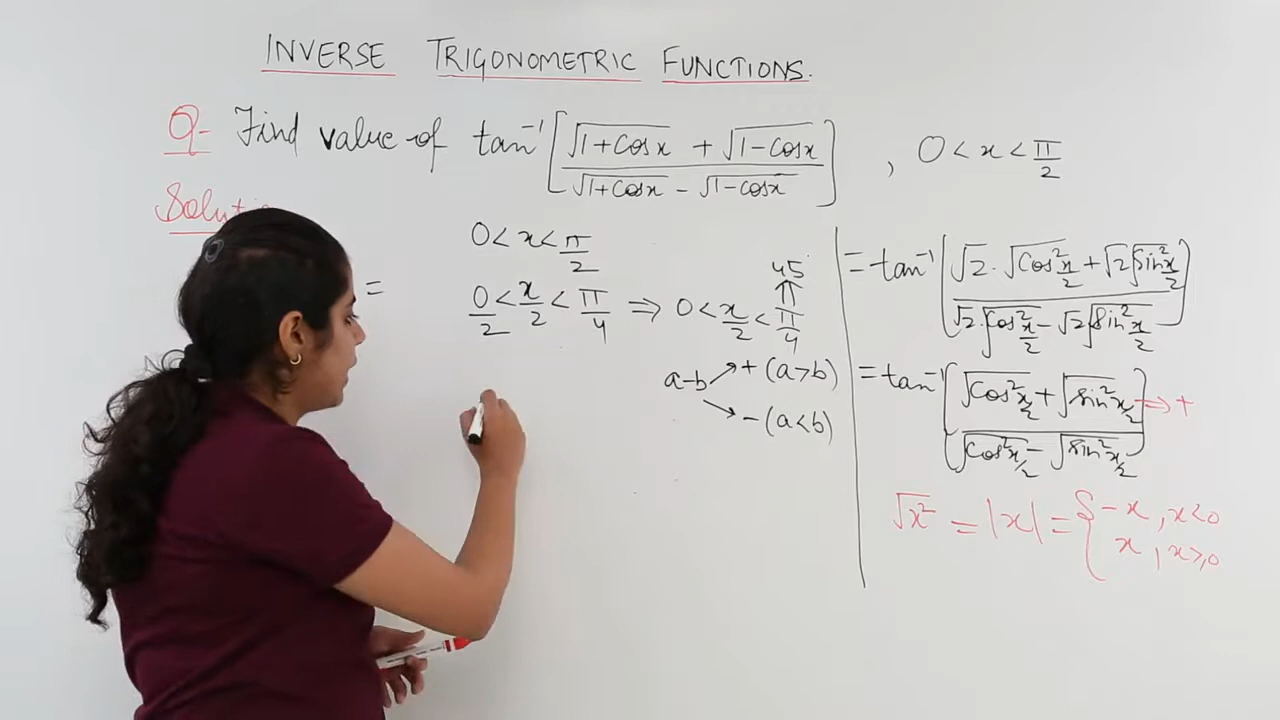 INVERSE TRIGONOMETRIC FUNCTIONS.
Q- Find value of tan⁻¹ [ (√1+cosx + √1-cosx) / (√1+cosx - √1-cosx) ] , 0 < x < π/2
Solut
0 < x < π/2
=
0/2 < x/2 < π/4 ⇒ 0 < x/2 < π/4 ⇑ 45
a-b ↗ + (a>b)
↘ - (a<b)
= tan⁻¹ [ (√2 · √cos²x/2 + √2 √sin²x/2) / (√2 · √cos²x/2 - √2 √sin²x/2) ]
= tan⁻¹ [ (√cos²x/2 + √sin²x/2) / (√cos²x/2 - √sin²x/2) ] ⇒ +
√x² = |x| = { -x , x<0
x , x≥0